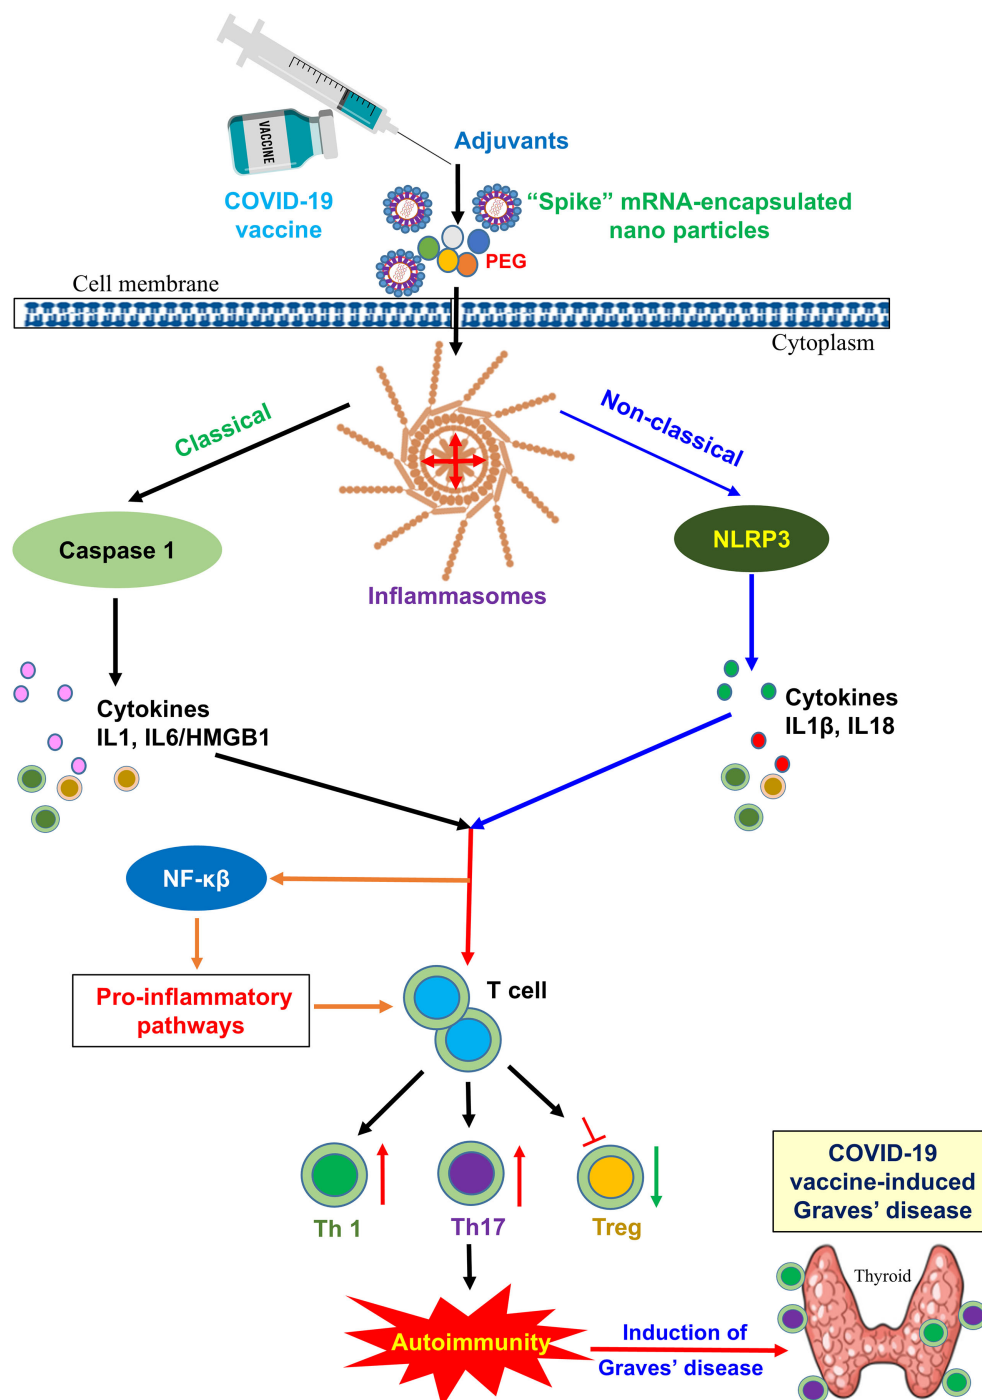 VACCINE
Adjuvants
COVID-19
vaccine
“Spike” mRNA-encapsulated
nano particles
PEG
Cell membrane
Cytoplasm
Classical
Non-classical
Caspase 1
NLRP3
Inflammasomes
Cytokines
IL1, IL6/HMGB1
Cytokines
IL1β, IL18
NF-κβ
Pro-inflammatory
pathways
T cell
Th 1
Th17
Treg
COVID-19
vaccine-induced
Graves’ disease
Thyroid
Autoimmunity
Induction of
Graves’ disease